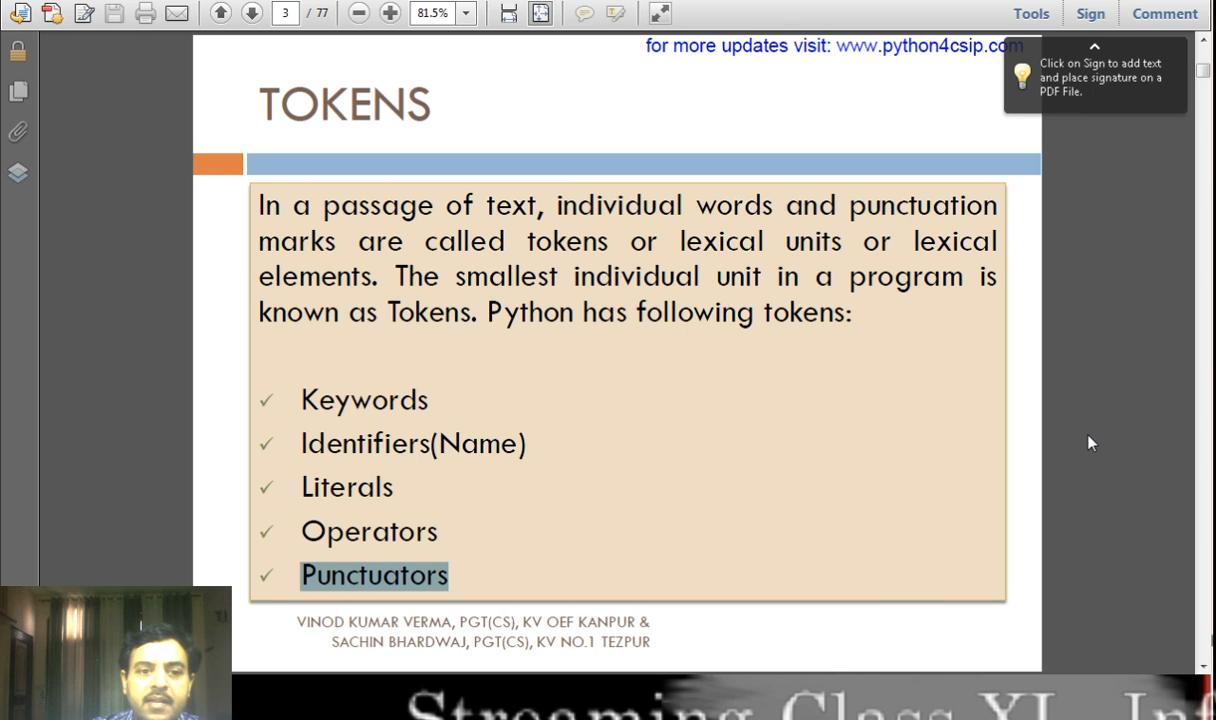 3 / 77
81.5%
Tools Sign Comment
for more updates visit: www.python4csip.com
Click on Sign to add text
and place signature on a
PDF File.
TOKENS
In a passage of text, individual words and punctuation
marks are called tokens or lexical units or lexical
elements. The smallest individual unit in a program is
known as Tokens. Python has following tokens:
✓ Keywords
✓ Identifiers(Name)
✓ Literals
✓ Operators
✓ Punctuators
VINOD KUMAR VERMA, PGT(CS), KV OEF KANPUR &
SACHIN BHARDWAJ, PGT(CS), KV NO.1 TEZPUR
Streaming Class XI